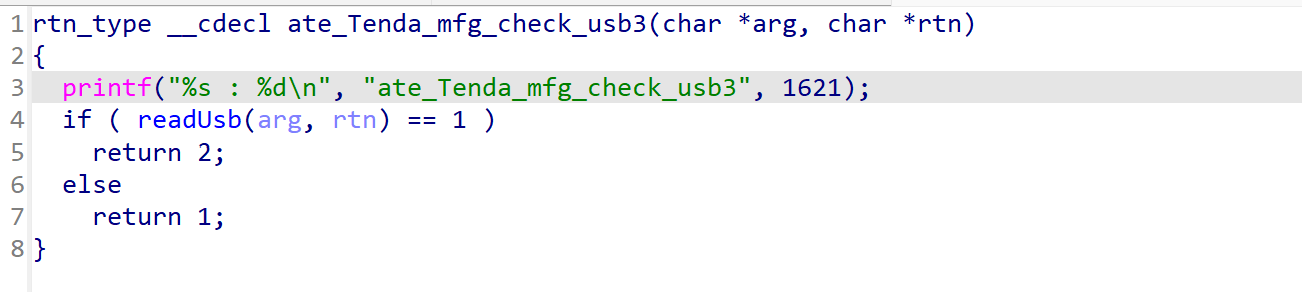 1 rtn_type __cdecl ate_Tenda_mfg_check_usb3(char *arg, char *rtn)
2 {
3   printf("%s : %d\n", "ate_Tenda_mfg_check_usb3", 1621);
4   if ( readUsb(arg, rtn) == 1 )
5     return 2;
6   else
7     return 1;
8 }